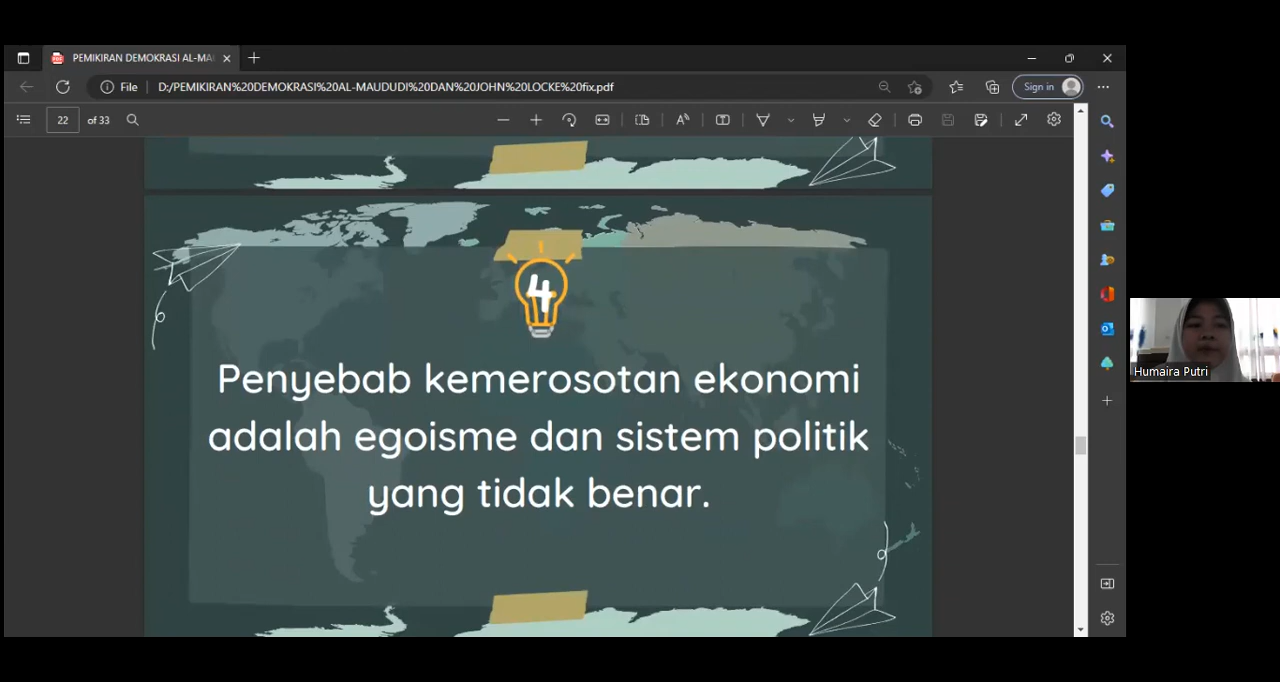 PEMIKIRAN DEMOKRASI AL-MAU
File
D:/PEMIKIRAN%20DEMOKRASI%20AL-MAUDUDI%20DAN%20JOHN%20LOCKE%20fix.pdf
Sign in
22 of 33
4
Penyebab kemerosotan ekonomi
adalah egoisme dan sistem politik
yang tidak benar.
Humaira Putri